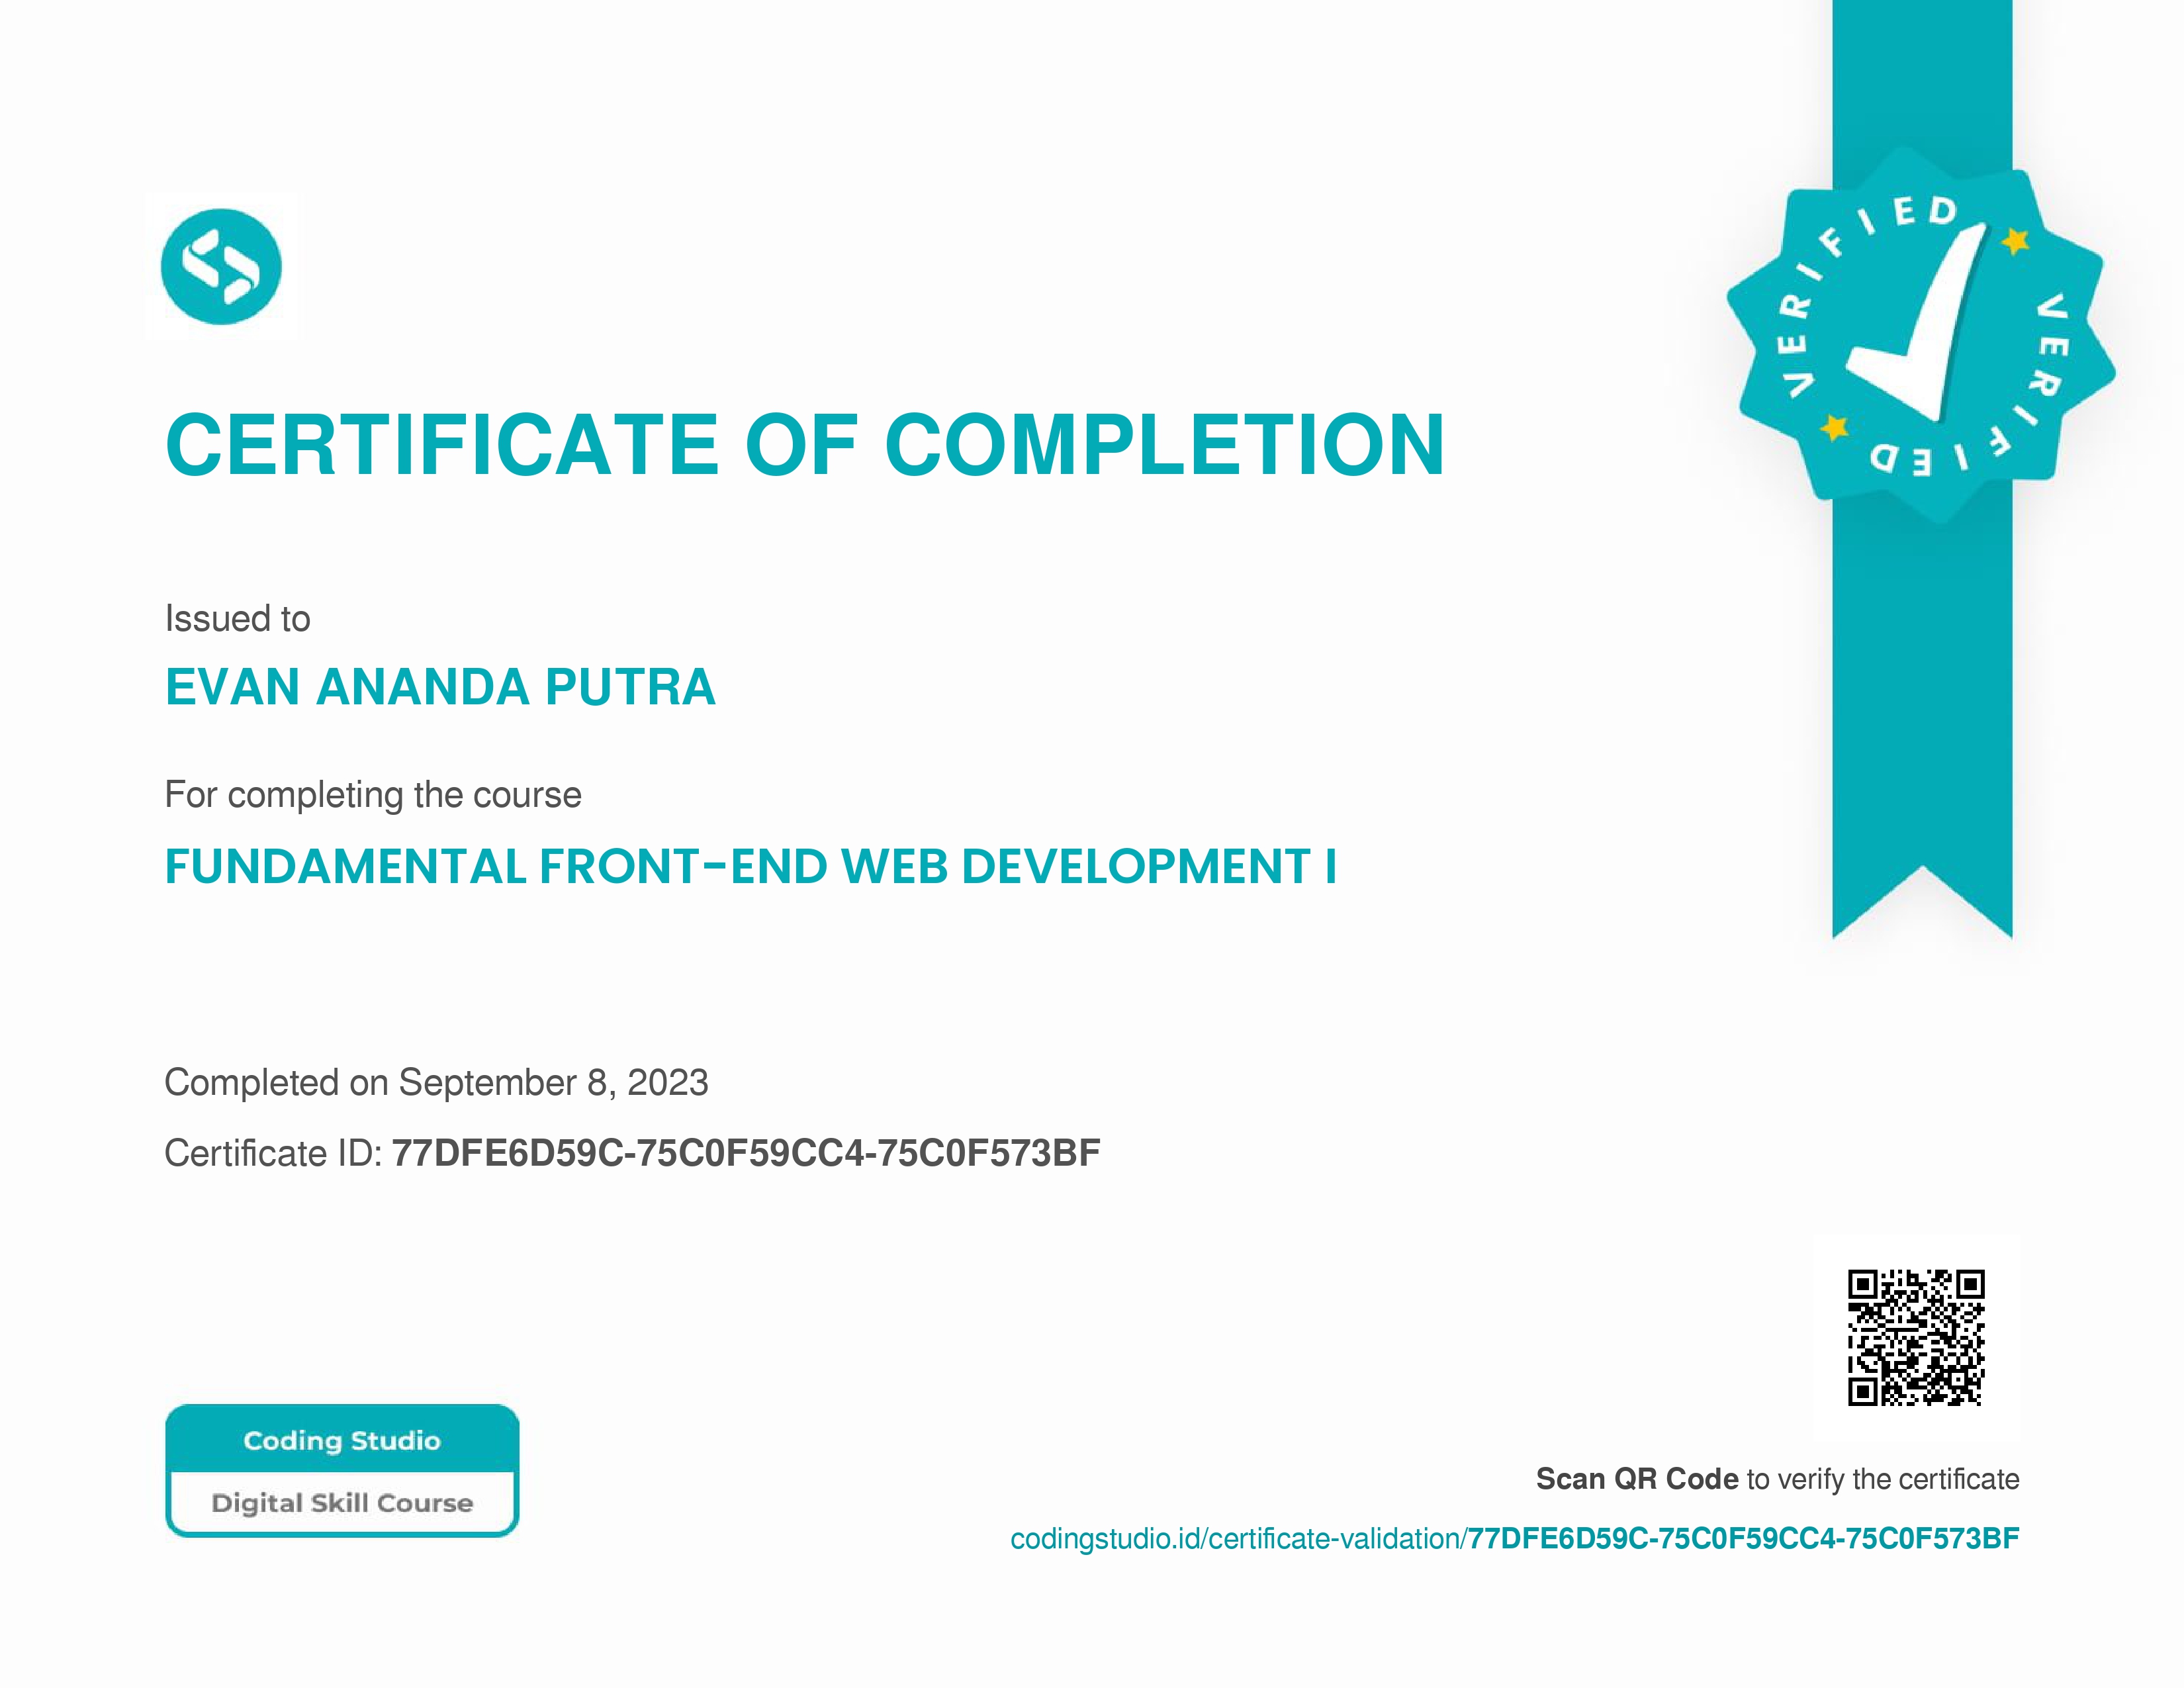 VERIFIED
VERIFIED
CERTIFICATE OF COMPLETION
Issued to
EVAN ANANDA PUTRA
For completing the course
FUNDAMENTAL FRONT-END WEB DEVELOPMENT I
Completed on September 8, 2023
Certificate ID: 77DFE6D59C-75C0F59CC4-75C0F573BF
Coding Studio
Digital Skill Course
Scan QR Code to verify the certificate
codingstudio.id/certificate-validation/77DFE6D59C-75C0F59CC4-75C0F573BF